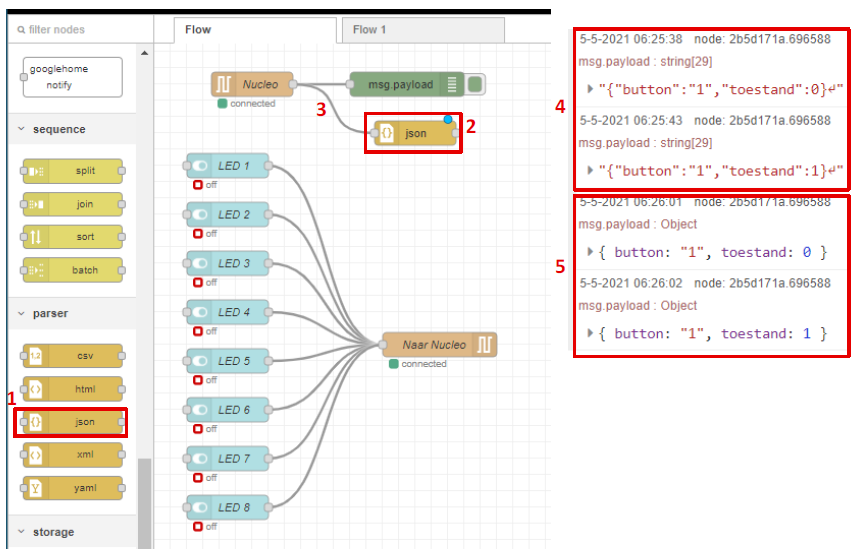 filter nodes
googlehome
notify
sequence
split
join
sort
batch
parser
1
csv
html
json
xml
yaml
storage
Flow
Flow 1
Nucleo
connected
msg.payload
3
json
2
LED 1
off
LED 2
off
LED 3
off
LED 4
off
LED 5
off
LED 6
off
LED 7
off
LED 8
off
Naar Nucleo
connected
4
5-5-2021 06:25:38 node: 2b5d171a.696588
msg.payload : string[29]
"{"button":"1","toestand":0}↵"
5-5-2021 06:25:43 node: 2b5d171a.696588
msg.payload : string[29]
"{"button":"1","toestand":1}↵"
5
5-5-2021 06:26:01 node: 2b5d171a.696588
msg.payload : Object
{ button: "1", toestand: 0 }
5-5-2021 06:26:02 node: 2b5d171a.696588
msg.payload : Object
{ button: "1", toestand: 1 }